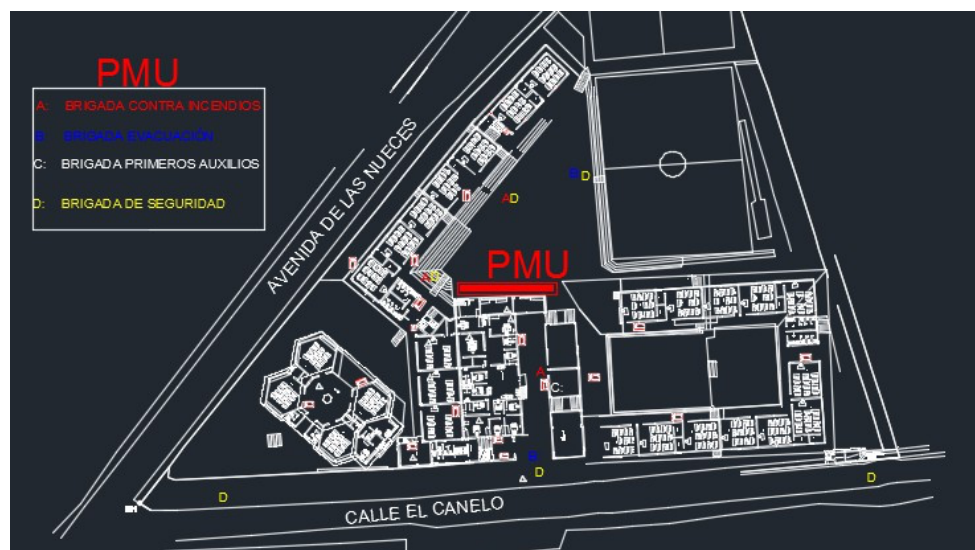 PMU
A: BRIGADA CONTRA INCENDIOS
B: BRIGADA EVACUACIÓN
C: BRIGADA PRIMEROS AUXILIOS
D: BRIGADA DE SEGURIDAD
AVENIDA DE LAS NUECES
B D
A D
PMU
A
A
C:
B
D
D
D
CALLE EL CANELO